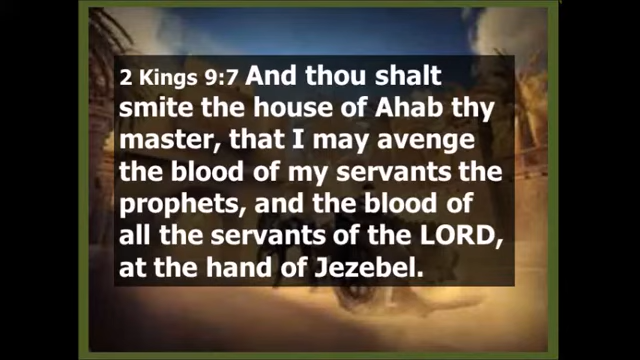 2 Kings 9:7 And thou shalt
smite the house of Ahab thy
master, that I may avenge
the blood of my servants the
prophets, and the blood of
all the servants of the LORD,
at the hand of Jezebel.